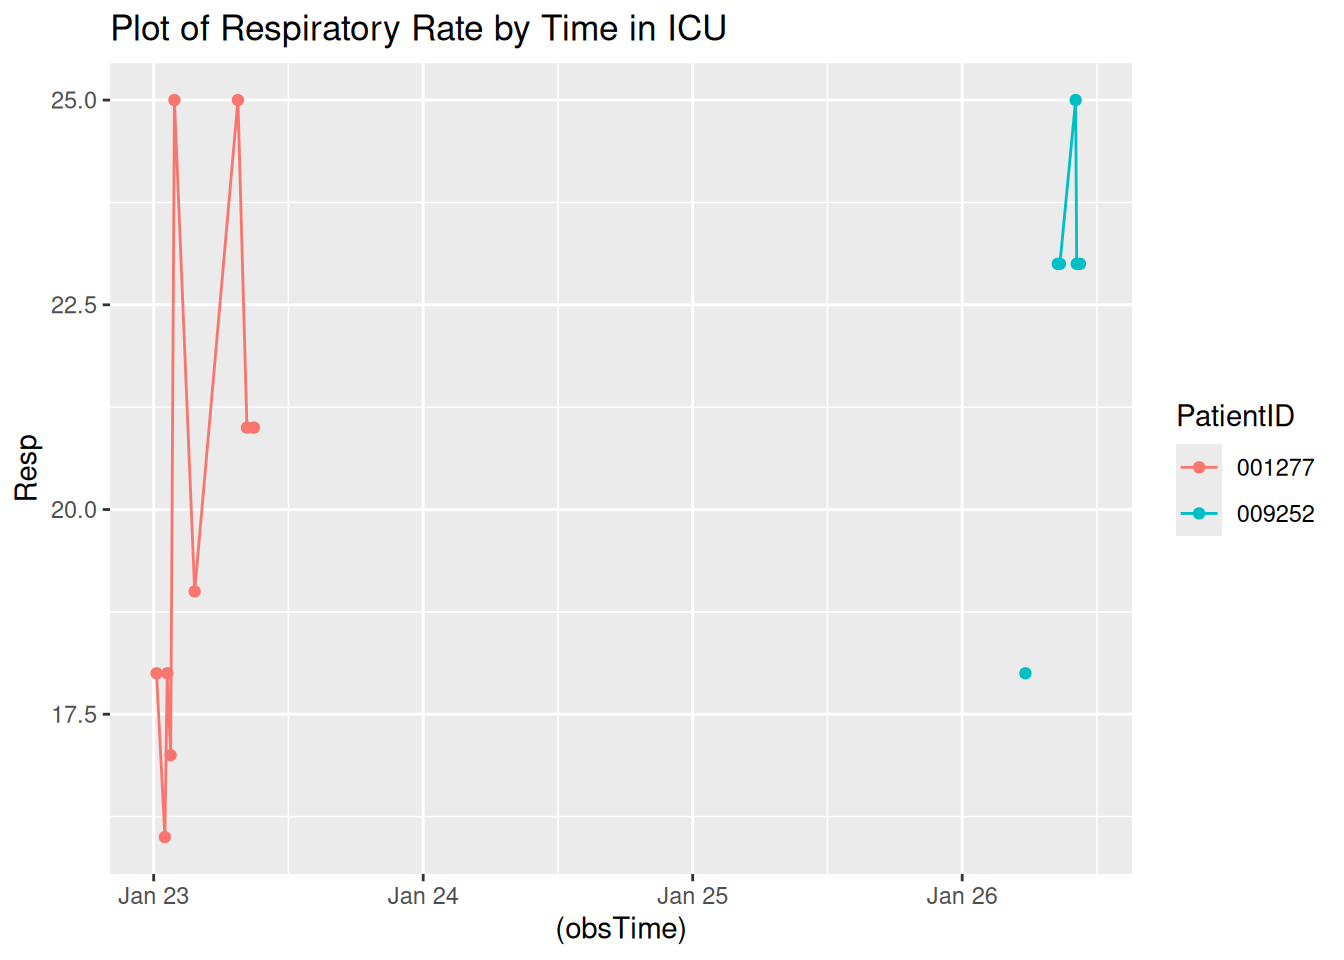 Plot of Respiratory Rate by Time in ICU
25.0
22.5
20.0
17.5
Resp
Jan 23
Jan 24
Jan 25
Jan 26
(obsTime)
PatientID
001277
009252